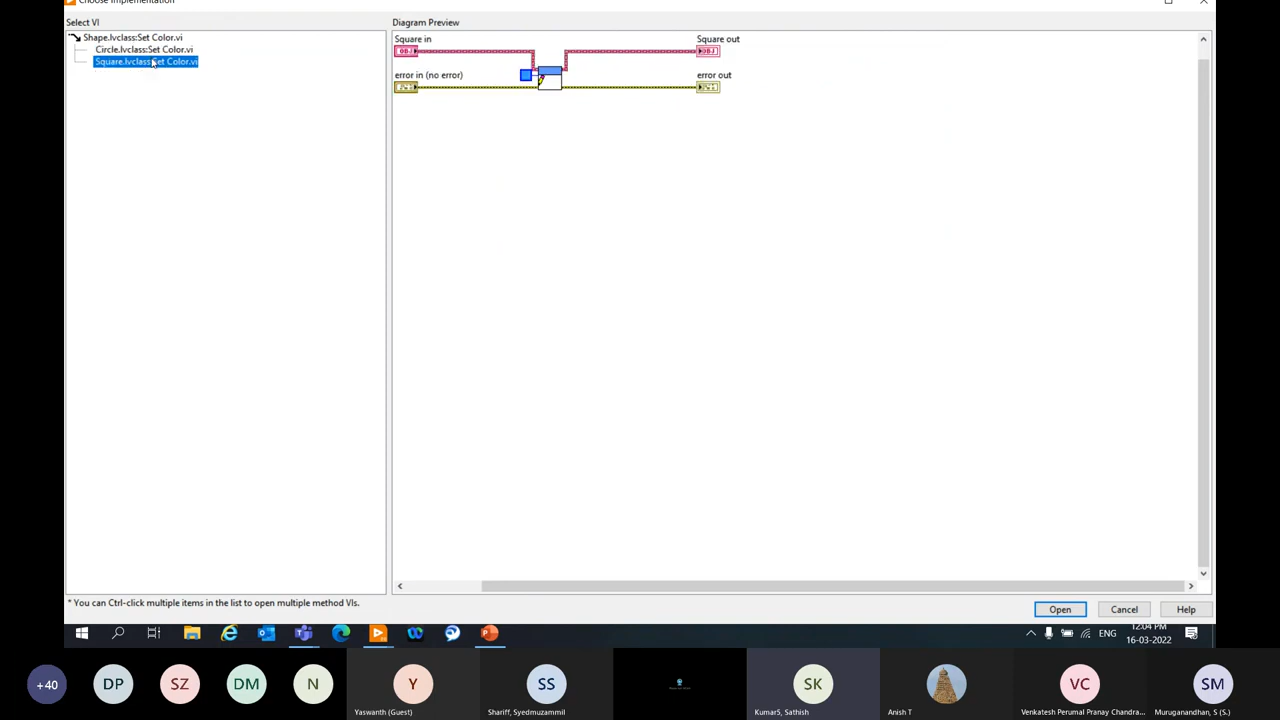 Choose Implementation
Select VI
Diagram Preview
Shape.lvclass:Set Color.vi
Circle.lvclass:Set Color.vi
Square.lvclass:Set Color.vi
Square in
Square out
OBJ
OBJ
error in (no error)
error out
* You can Ctrl-click multiple items in the list to open multiple method VIs.
Open
Cancel
Help
ENG
12:04 PM
16-03-2022
+40
DP
SZ
DM
N
Y
SS
SK
VC
SM
Yaswanth (Guest)
Shariff, Syedmuzammil
KumarS, Sathish
Anish T
Venkatesh Perumal Pranay Chandra...
Muruganandhan, S (S.)